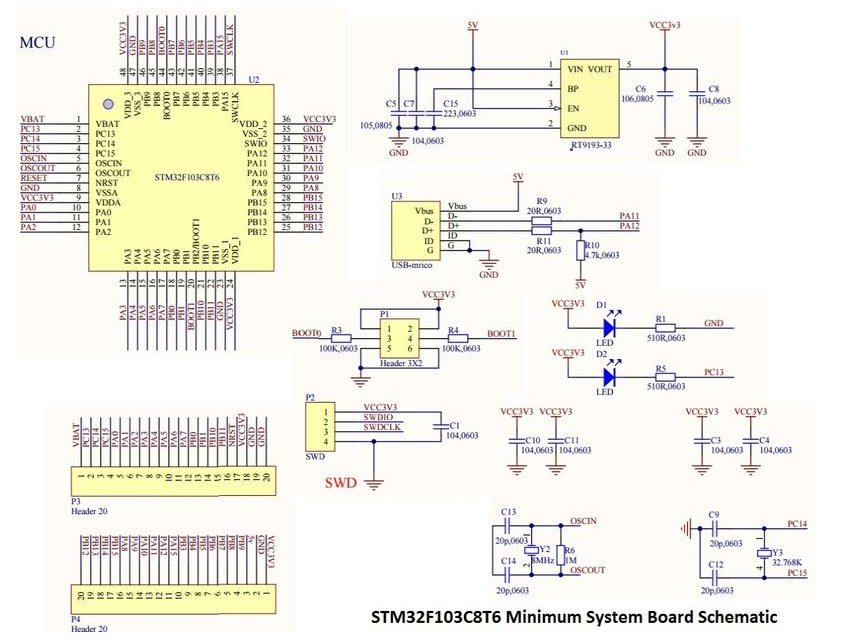 MCU
VCC3V3
GND
PB9
PB8
BOOT0
PB7
PB6
PB5
PB4
PB3
PA15
SWCLK
48
47
46
45
44
43
42
41
40
39
38
37
U2
VDD_3
VSS_3
PB9
PB8
BOOT0
PB7
PB6
PB5
PB4
PB3
PA15
SWCLK
VBAT 1 VBAT VDD_2 36 VCC3V3
PC13 2 PC13 VSS_2 35 GND
PC14 3 PC14 SWIO 34 SWIO
PC15 4 PC15 PA12 33 PA12
OSCIN 5 OSCIN PA11 32 PA11
OSCOUT 6 OSCOUT PA10 31 PA10
RESET 7 NRST PA9 30 PA9
GND 8 VSSA PA8 29 PA8
VCC3V3 9 VDDA PB15 28 PB15
PA0 10 PA0 PB14 27 PB14
PA1 11 PA1 PB13 26 PB13
PA2 12 PA2 PB12 25 PB12
STM32F103C8T6
PA3
PA4
PA5
PA6
PA7
PB0
PB1
PB2/BOOT1
PB10
PB11
VSS_1
VDD_1
13
14
15
16
17
18
19
20
21
22
23
24
PA3
PA4
PA5
PA6
PA7
PB0
PB1
BOOT1
PB10
PB11
GND
VCC3V3
5V
VCC3v3
U1
1 VIN VOUT 5
4 BP
3 EN
2 GND
RT9193-33
C5
C7
C15
223,0603
105,0805
104,0603
GND
C6
106,0805
C8
104,0603
GND
GND
U3
5V
Vbus Vbus
D- D-
D+ D+
ID ID
G G
USB-mrico
R9
20R,0603
PA11
PA12
R11
20R,0603
R10
4.7k,0603
GND
5V
VCC3V3
P1
BOOT0
R3
100K,0603
1 2
3 4
5 6
R4
100K,0603
BOOT1
Header 3X2
VCC3V3
D1
LED
R1
510R,0603
GND
VCC3V3
D2
LED
R5
510R,0603
PC13
P2
1 VCC3V3
2 SWDIO
3 SWDCLK
4
SWD
C1
104,0603
SWD
VCC3V3
VCC3V3
C10
104,0603
C11
104,0603
VCC3V3
VCC3V3
C3
104,0603
C4
104,0603
VBAT
PC13
PC14
PC15
PA0
PA1
PA2
PA3
PA4
PA5
PA6
PA7
PB0
PB1
PB10
PB11
NRST
VCC3V3
GND
GND
1
2
3
4
5
6
7
8
9
10
11
12
13
14
15
16
17
18
19
20
P3
Header 20
PB12
PB13
PB14
PB15
PA8
PA9
PA10
PA11
PA12
PA15
PB3
PB4
PB5
PB6
PB7
PB8
PB9
5v
GND
VCC3V3
20
19
18
17
16
15
14
13
12
11
10
9
8
7
6
5
4
3
2
1
P4
Header 20
C13
20p,0603
OSCIN
1
Y2
8MHz
2
R6
1M
C14
20p,0603
OSCOUT
C9
20p,0603
PC14
1
Y3
32.768K
4
C12
20p,0603
PC15
STM32F103C8T6 Minimum System Board Schematic